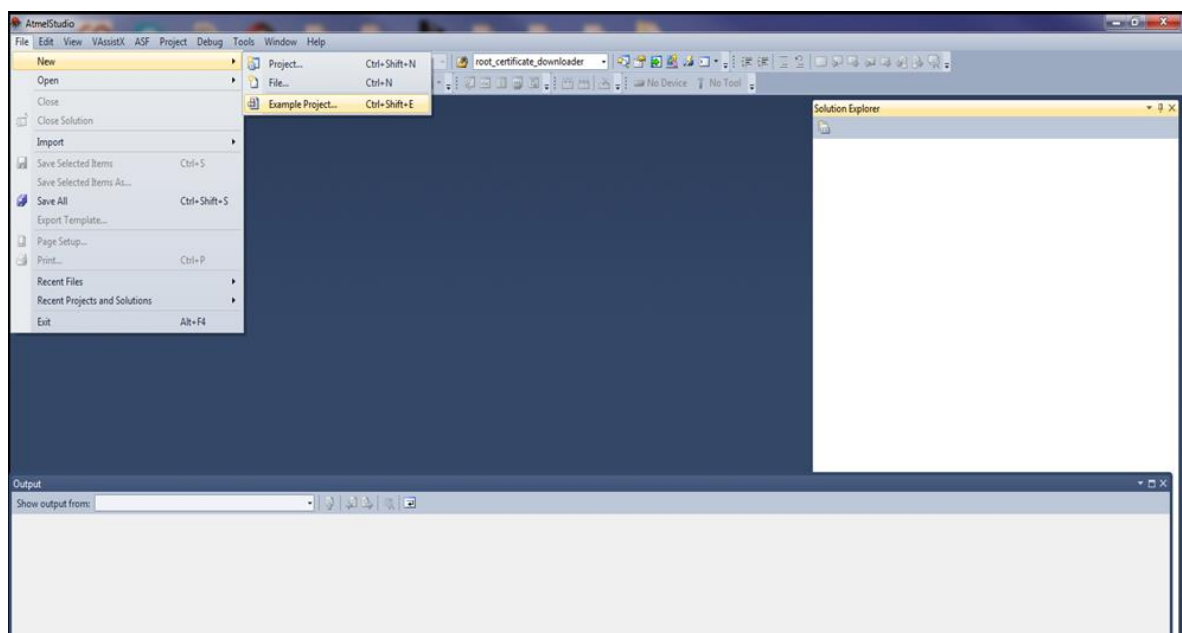 AtmelStudio
File Edit View VAssistX ASF Project Debug Tools Window Help
New
Project... Ctrl+Shift+N
root_certificate_downloader
Open
File... Ctrl+N
No Device No Tool
Close
Example Project... Ctrl+Shift+E
Solution Explorer
Close Solution
Import
Save Selected Items Ctrl+S
Save Selected Items As...
Save All Ctrl+Shift+S
Export Template...
Page Setup...
Print... Ctrl+P
Recent Files
Recent Projects and Solutions
Exit Alt+F4
Output
Show output from: